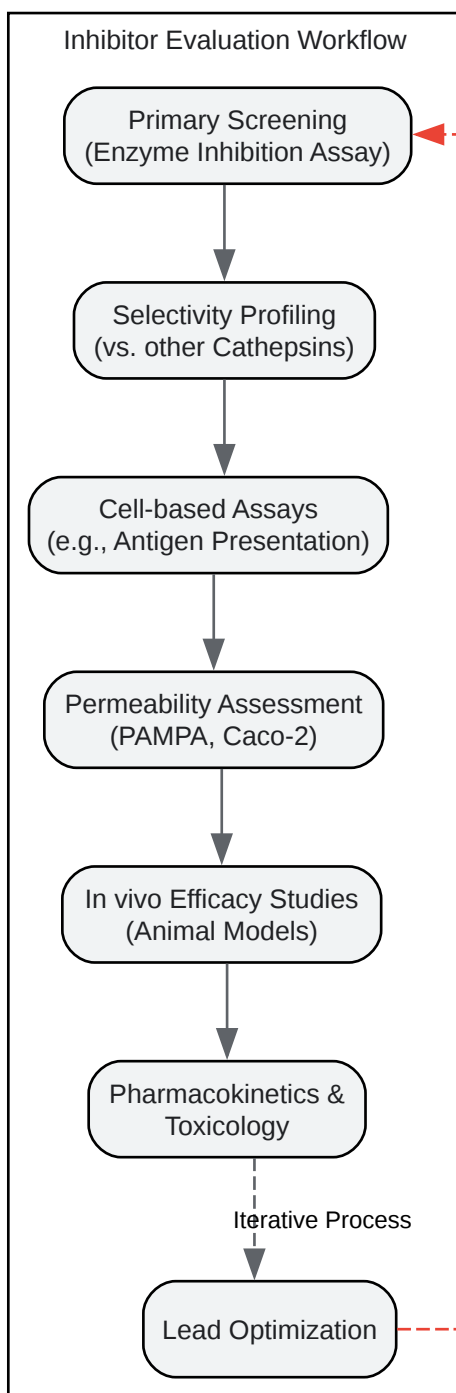 Inhibitor Evaluation Workflow
Primary Screening
(Enzyme Inhibition Assay)
Selectivity Profiling
(vs. other Cathepsins)
Cell-based Assays
(e.g., Antigen Presentation)
Permeability Assessment
(PAMPA, Caco-2)
In vivo Efficacy Studies
(Animal Models)
Pharmacokinetics &
Toxicology
Iterative Process
Lead Optimization